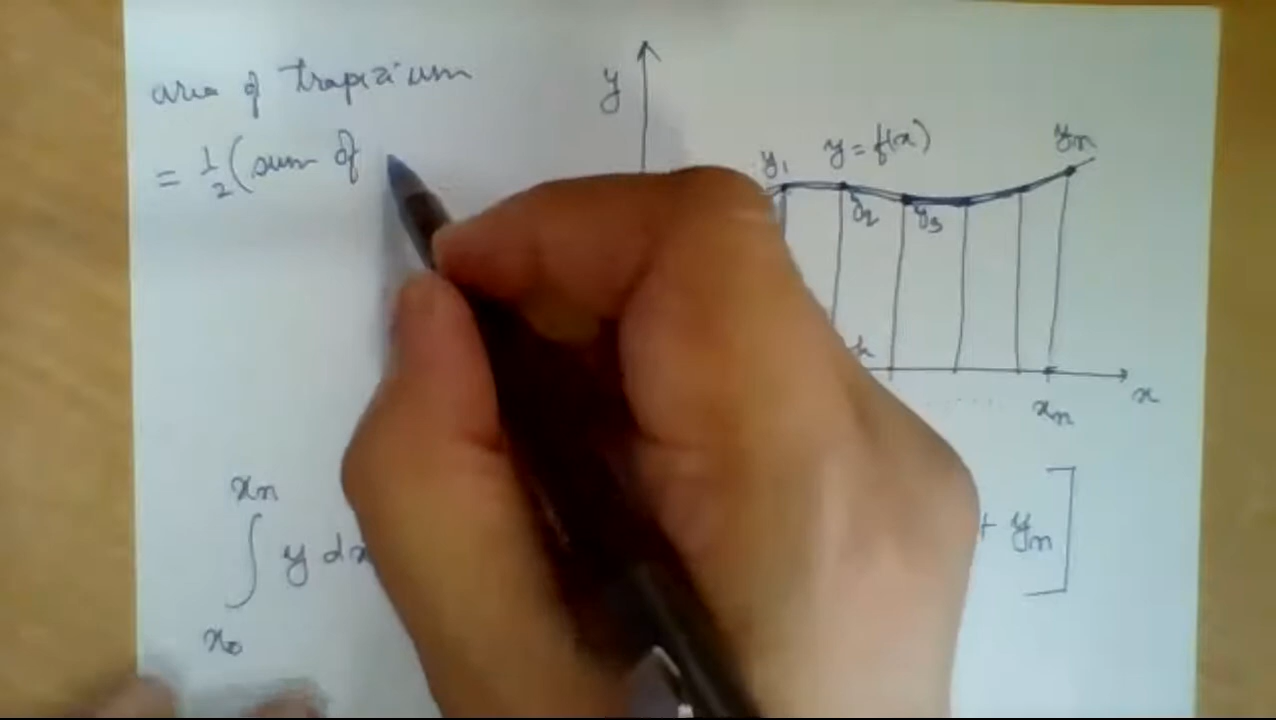 area of trapezium
= 1/2 (sum of
y
y₁
y = f(x)
yₙ
y₂
y₃
h
xₙ
x
xₙ
∫ y dx
x₀
+ yₙ ]